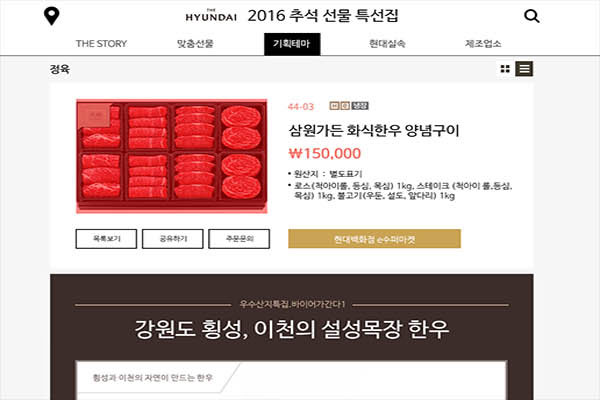 THE
HYUNDAI 2016 추석 선물 특선집
THE STORY 맞춤선물 기획테마 현대실속 제조업소
정육
44-03 냉장
삼원가든 화식한우 양념구이
₩150,000
• 원산지 : 별도표기
• 로스(척아이롤, 등심, 목심) 1kg, 스테이크 (척아이 롤,등심,
목심) 1kg, 불고기(우둔, 설도, 앞다리) 1kg
목록보기 공유하기 주문문의 현대백화점 e수퍼마켓
우수산지특집.바이어가간다1
강원도 횡성, 이천의 설성목장 한우
횡성과 이천의 자연이 만드는 한우